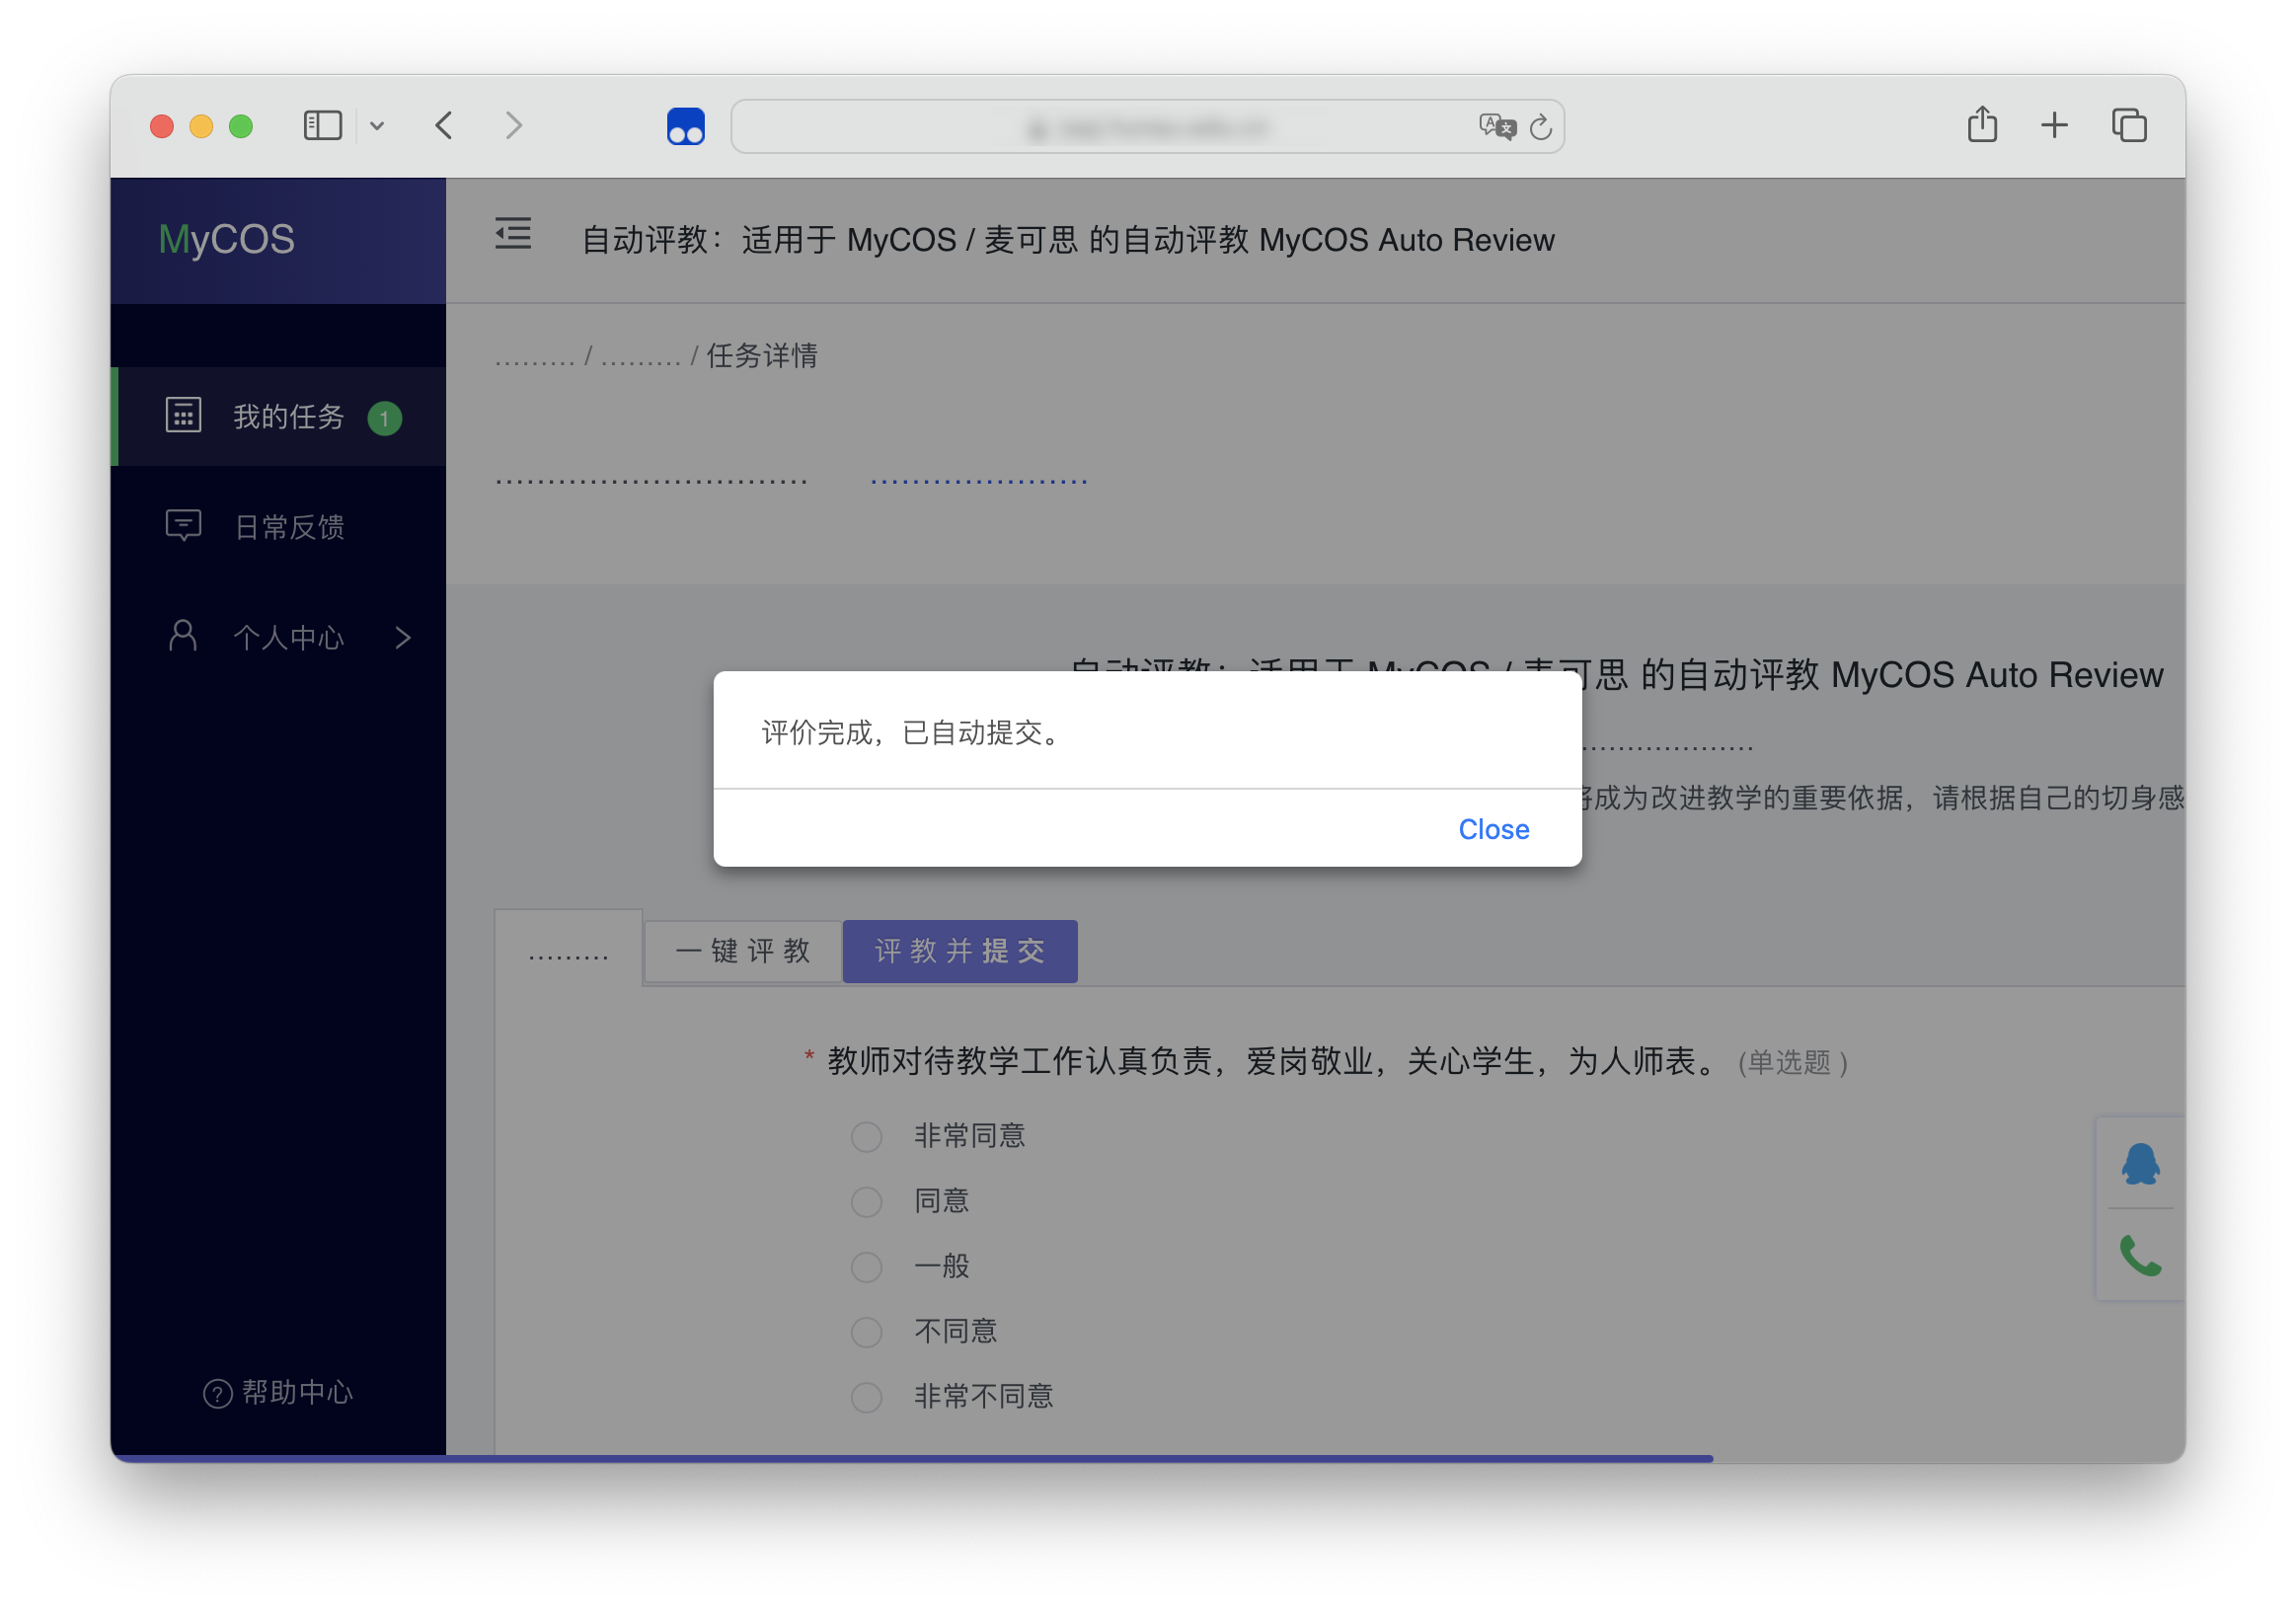 MyCOS
自动评教：适用于 MyCOS / 麦可思 的自动评教 MyCOS Auto Review
......... / ......... / 任务详情
我的任务 1
.............................. .....................
日常反馈
个人中心
的自动评教 MyCOS Auto Review
评价完成，已自动提交。
...................
成为改进教学的重要依据，请根据自己的切身感
Close
......... 一键评教 评教并提交
* 教师对待教学工作认真负责，爱岗敬业，关心学生，为人师表。 (单选题 )
非常同意
同意
一般
不同意
非常不同意
? 帮助中心